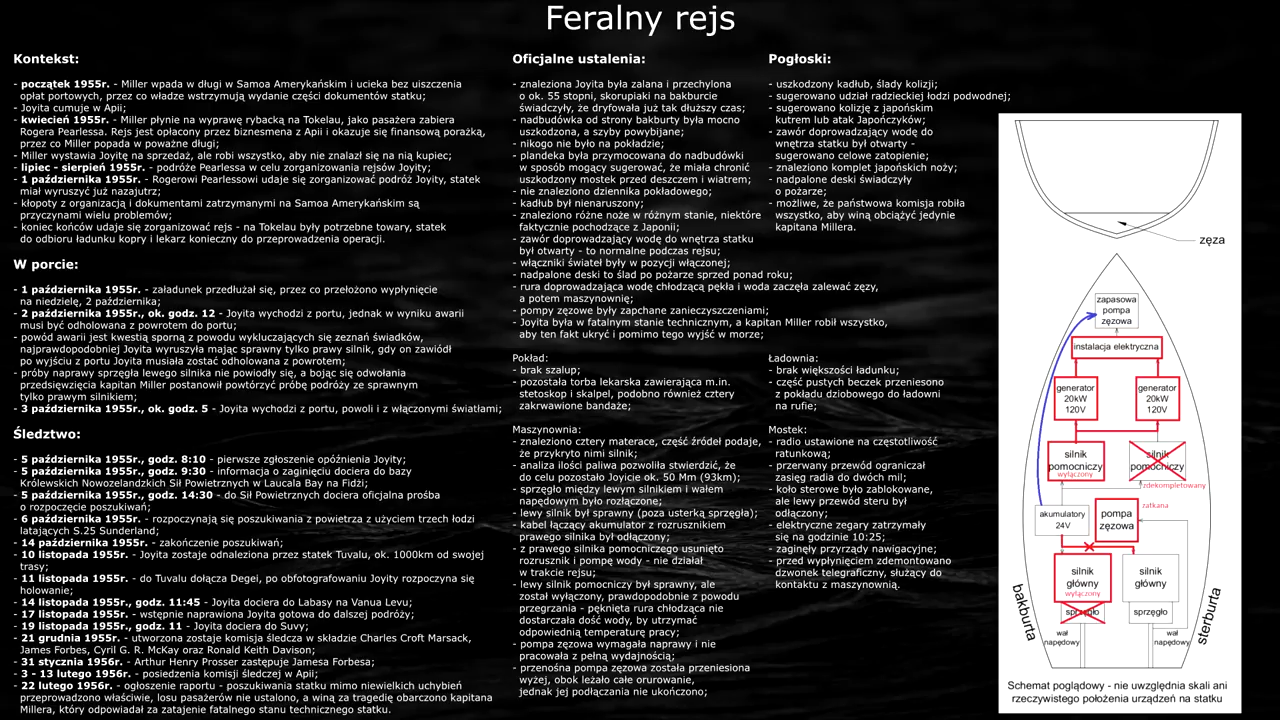 Feralny rejs
Kontekst:
- początek 1955r. - Miller wpada w długi w Samoa Amerykańskim i ucieka bez uiszczenia
opłat portowych, przez co władze wstrzymują wydanie części dokumentów statku;
- Joyita cumuje w Apii;
- kwiecień 1955r. - Miller płynie na wyprawę rybacką na Tokelau, jako pasażera zabiera
Rogera Pearlessa. Rejs jest opłacony przez biznesmena z Apii i okazuje się finansową porażką,
przez co Miller popada w poważne długi;
- Miller wystawia Joyitę na sprzedaż, ale robi wszystko, aby nie znalazł się na nią kupiec;
- lipiec - sierpień 1955r. - podróże Pearlessa w celu zorganizowania rejsów Joyity;
- 1 października 1955r. - Rogerowi Pearlessowi udaje się zorganizować podróż Joyity, statek
miał wyruszyć już nazajutrz;
- kłopoty z organizacją i dokumentami zatrzymanymi na Samoa Amerykańskim są
przyczynami wielu problemów;
- koniec końców udaje się zorganizować rejs - na Tokelau były potrzebne towary, statek
do odbioru ładunku kopry i lekarz konieczny do przeprowadzenia operacji.
W porcie:
- 1 października 1955r. - załadunek przedłużał się, przez co przełożono wypłynięcie
na niedzielę, 2 października;
- 2 października 1955r., ok. godz. 12 - Joyita wychodzi z portu, jednak w wyniku awarii
musi być odholowana z powrotem do portu;
- powód awarii jest kwestią sporną z powodu wykluczających się zeznań świadków,
najprawdopodobniej Joyita wyruszyła mając sprawny tylko prawy silnik, gdy on zawiódł
po wyjściu z portu Joyita musiała zostać odholowana z powrotem;
- próby naprawy sprzęgła lewego silnika nie powiodły się, a bojąc się odwołania
przedsięwzięcia kapitan Miller postanowił powtórzyć próbę podróży ze sprawnym
tylko prawym silnikiem;
- 3 października 1955r., ok. godz. 5 - Joyita wychodzi z portu, powoli i z włączonymi światłami;
Śledztwo:
- 5 października 1955r., godz. 8:10 - pierwsze zgłoszenie opóźnienia Joyity;
- 5 października 1955r., godz. 9:30 - informacja o zaginięciu dociera do bazy
Królewskich Nowozelandzkich Sił Powietrznych w Laucala Bay na Fidżi;
- 5 października 1955r., godz. 14:30 - do Sił Powietrznych dociera oficjalna prośba
o rozpoczęcie poszukiwań;
- 6 października 1955r. - rozpoczynają się poszukiwania z powietrza z użyciem trzech łodzi
latających S.25 Sunderland;
- 14 października 1955r. - zakończenie poszukiwań;
- 10 listopada 1955r. - Joyita zostaje odnaleziona przez statek Tuvalu, ok. 1000km od swojej
trasy;
- 11 listopada 1955r. - do Tuvalu dołącza Degei, po obfotografowaniu Joyity rozpoczyna się
holowanie;
- 14 listopada 1955r., godz. 11:45 - Joyita dociera do Labasy na Vanua Levu;
- 17 listopada 1955r. - wstępnie naprawiona Joyita gotowa do dalszej podróży;
- 19 listopada 1955r., godz. 11 - Joyita dociera do Suvy;
- 21 grudnia 1955r. - utworzona zostaje komisja śledcza w składzie Charles Croft Marsack,
James Forbes, Cyril G. R. McKay oraz Ronald Keith Davison;
- 31 stycznia 1956r. - Arthur Henry Prosser zastępuje Jamesa Forbesa;
- 3 - 13 lutego 1956r. - posiedzenia komisji śledczej w Apii;
- 22 lutego 1956r. - ogłoszenie raportu - poszukiwania statku mimo niewielkich uchybień
przeprowadzono właściwie, losu pasażerów nie ustalono, a winą za tragedię obarczono kapitana
Millera, który odpowiadał za zatajenie fatalnego stanu technicznego statku.
Oficjalne ustalenia:
- znaleziona Joyita była zalana i przechylona
o ok. 55 stopni, skorupiaki na bakburcie
świadczyły, że dryfowała już tak dłuższy czas;
- nadbudówka od strony bakburty była mocno
uszkodzona, a szyby powybijane;
- nikogo nie było na pokładzie;
- plandeka była przymocowana do nadbudówki
w sposób mogący sugerować, że miała chronić
uszkodzony mostek przed deszczem i wiatrem;
- nie znaleziono dziennika pokładowego;
- kadłub był nienaruszony;
- znaleziono różne noże w różnym stanie, niektóre
faktycznie pochodzące z Japonii;
- zawór doprowadzający wodę do wnętrza statku
był otwarty - to normalne podczas rejsu;
- włączniki świateł były w pozycji włączonej;
- nadpalone deski to ślad po pożarze sprzed ponad roku;
- rura doprowadzająca wodę chłodzącą pękła i woda zaczęła zalewać zęzy,
a potem maszynownię;
- pompy zęzowe były zapchane zanieczyszczeniami;
- Joyita była w fatalnym stanie technicznym, a kapitan Miller robił wszystko,
aby ten fakt ukryć i pomimo tego wyjść w morze;
Pokład:
- brak szalup;
- pozostała torba lekarska zawierająca m.in.
stetoskop i skalpel, podobno również cztery
zakrwawione bandaże;
Maszynownia:
- znaleziono cztery materace, część źródeł podaje,
że przykryto nimi silnik;
- analiza ilości paliwa pozwoliła stwierdzić, że
do celu pozostało Joyicie ok. 50 Mm (93km);
- sprzęgło między lewym silnikiem i wałem
napędowym było rozłączone;
- lewy silnik był sprawny (poza usterką sprzęgła);
- kabel łączący akumulator z rozrusznikiem
prawego silnika był odłączony;
- z prawego silnika pomocniczego usunięto
rozrusznik i pompę wody - nie działał
w trakcie rejsu;
- lewy silnik pomocniczy był sprawny, ale
został wyłączony, prawdopodobnie z powodu
przegrzania - pęknięta rura chłodząca nie
dostarczała dość wody, by utrzymać
odpowiednią temperaturę pracy;
- pompa zęzowa wymagała naprawy i nie
pracowała z pełną wydajnością;
- przenośna pompa zęzowa została przeniesiona
wyżej, obok leżało całe orurowanie,
jednak jej podłączania nie ukończono;
Pogłoski:
- uszkodzony kadłub, ślady kolizji;
- sugerowano udział radzieckiej łodzi podwodnej;
- sugerowano kolizję z japońskim
kutrem lub atak Japończyków;
- zawór doprowadzający wodę do
wnętrza statku był otwarty -
sugerowano celowe zatopienie;
- znaleziono komplet japońskich noży;
- nadpalone deski świadczyły
o pożarze;
- możliwe, że państwowa komisja robiła
wszystko, aby winą obciążyć jedynie
kapitana Millera.
Ładownia:
- brak większości ładunku;
- część pustych beczek przeniesono
z pokładu dziobowego do ładowni
na rufie;
Mostek:
- radio ustawione na częstotliwość
ratunkową;
- przerwany przewód ograniczał
zasięg radia do dwóch mil;
- koło sterowe było zablokowane,
ale lewy przewód steru był
odłączony;
- elektryczne zegary zatrzymały
się na godzinie 10:25;
- zaginęły przyrządy nawigacyjne;
- przed wypłynięciem zdemontowano
dzwonek telegraficzny, służący do
kontaktu z maszynownią.
zęza
zapasowa
pompa
zęzowa
instalacja elektryczna
generator
20kW
120V
generator
20kW
120V
silnik
pomocniczy
wyłączony
silnik
pomocniczy
zdekompletowany
akumulatory
24V
pompa
zęzowa
zatkana
silnik
główny
wyłączony
silnik
główny
sprzęgło
sprzęgło
wał
napędowy
wał
napędowy
bakburta
sterburta
Schemat poglądowy - nie uwzględnia skali ani
rzeczywistego położenia urządzeń na statku